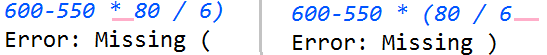 600-550 * 80 / 6)
Error: Missing (
600-550 * (80 / 6
Error: Missing )